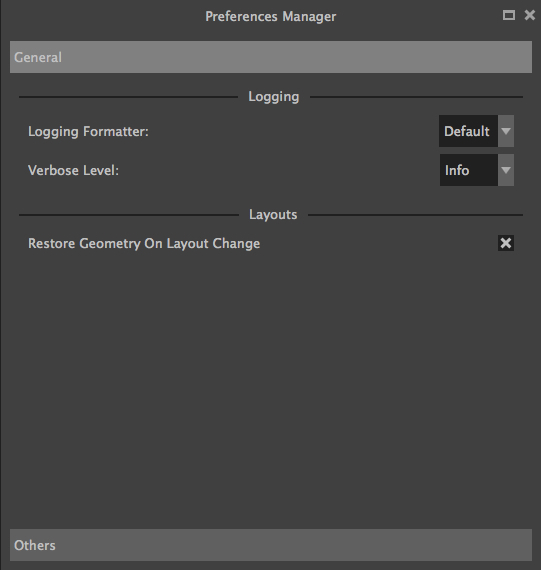 Preferences Manager
General
Logging
Logging Formatter: Default
Verbose Level: Info
Layouts
Restore Geometry On Layout Change
Others